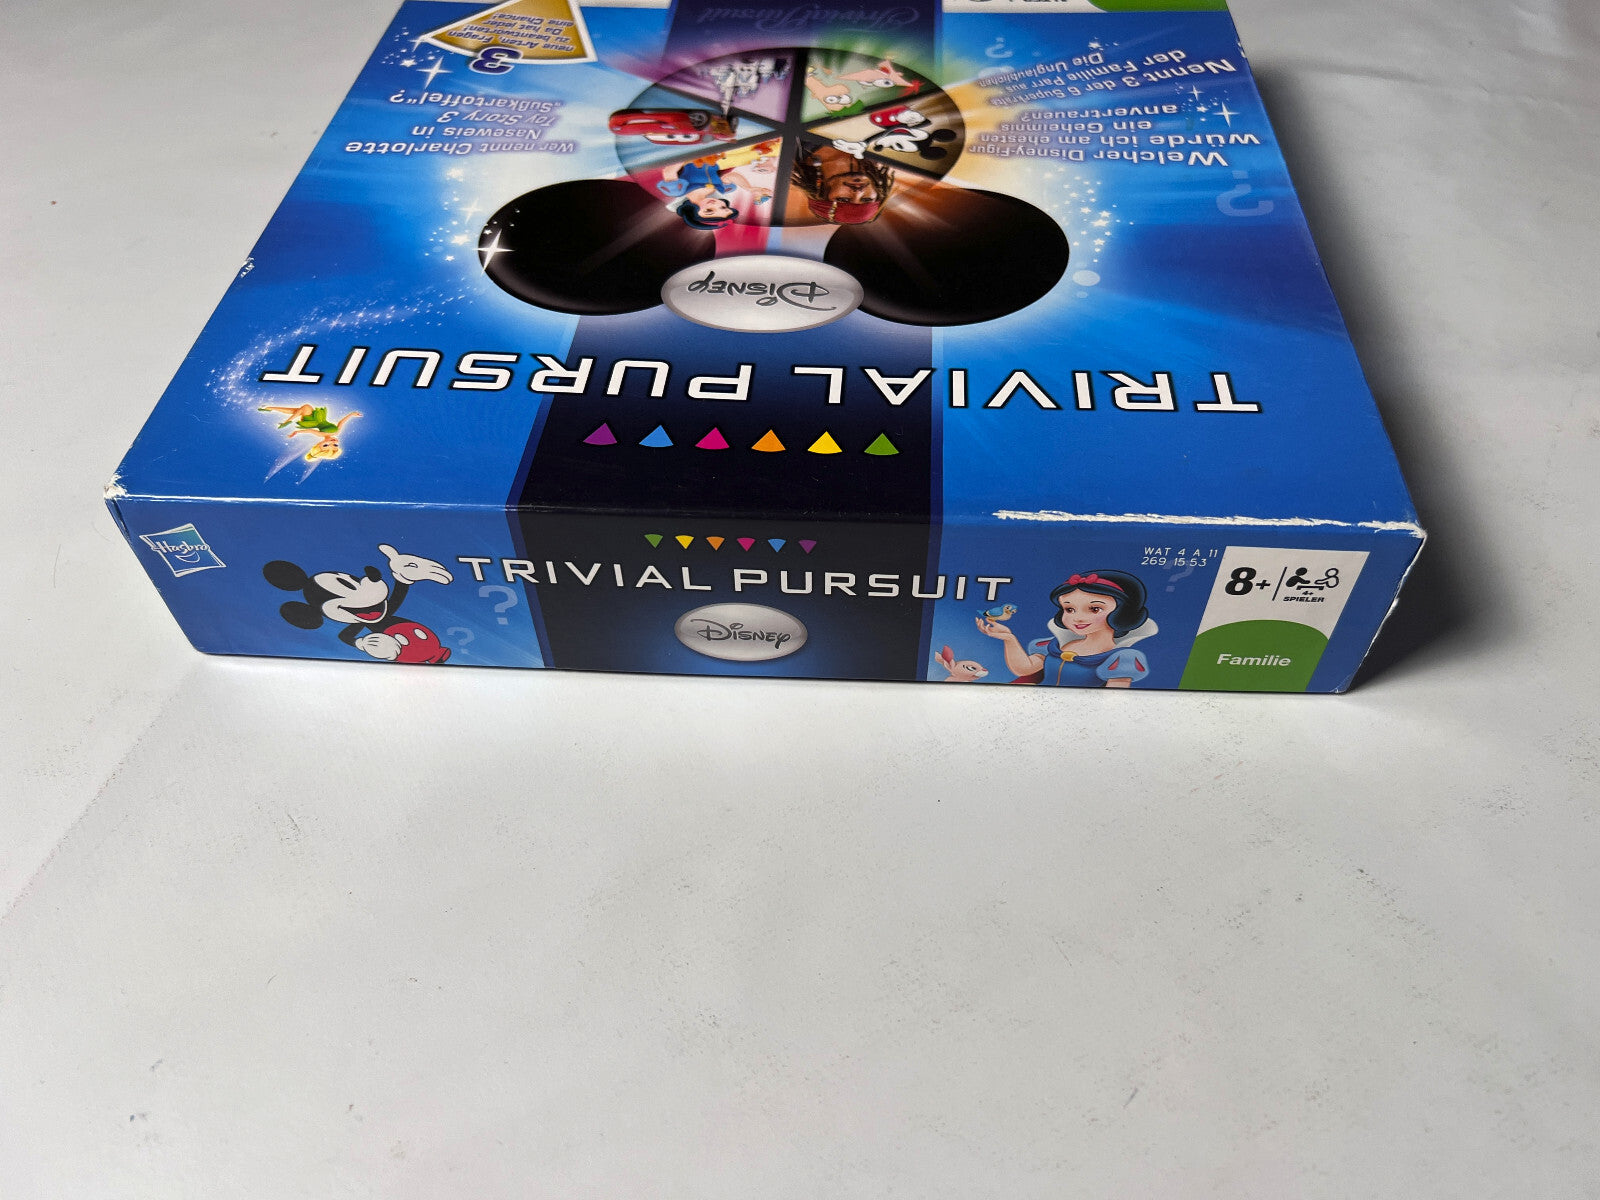 3
neue Arten, Fragen
zu beantworten!
Da hat jeder
eine Chance!
Trivial Pursuit
Nennt 3 der 6 Superkräfte
der Familie Parr aus
Die Unglaublichen
Wer nennt Charlotte
Naseweis in
Toy Story 3
„Süßkartoffel“?
Welcher Disney-Figur
würde ich am ehesten
ein Geheimnis
anvertrauen?
Disney
TRIVIAL PURSUIT
Hasbro
TRIVIAL PURSUIT
Disney
WAT 4 A 11
269 15 53
8+
4+
SPIELER
Familie